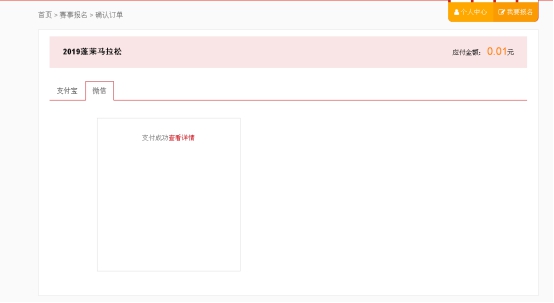 个人中心 我要报名
首页 > 赛事报名 > 确认订单
2019蓬莱马拉松 应付金额: 0.01元
支付宝 微信
支付成功查看详情